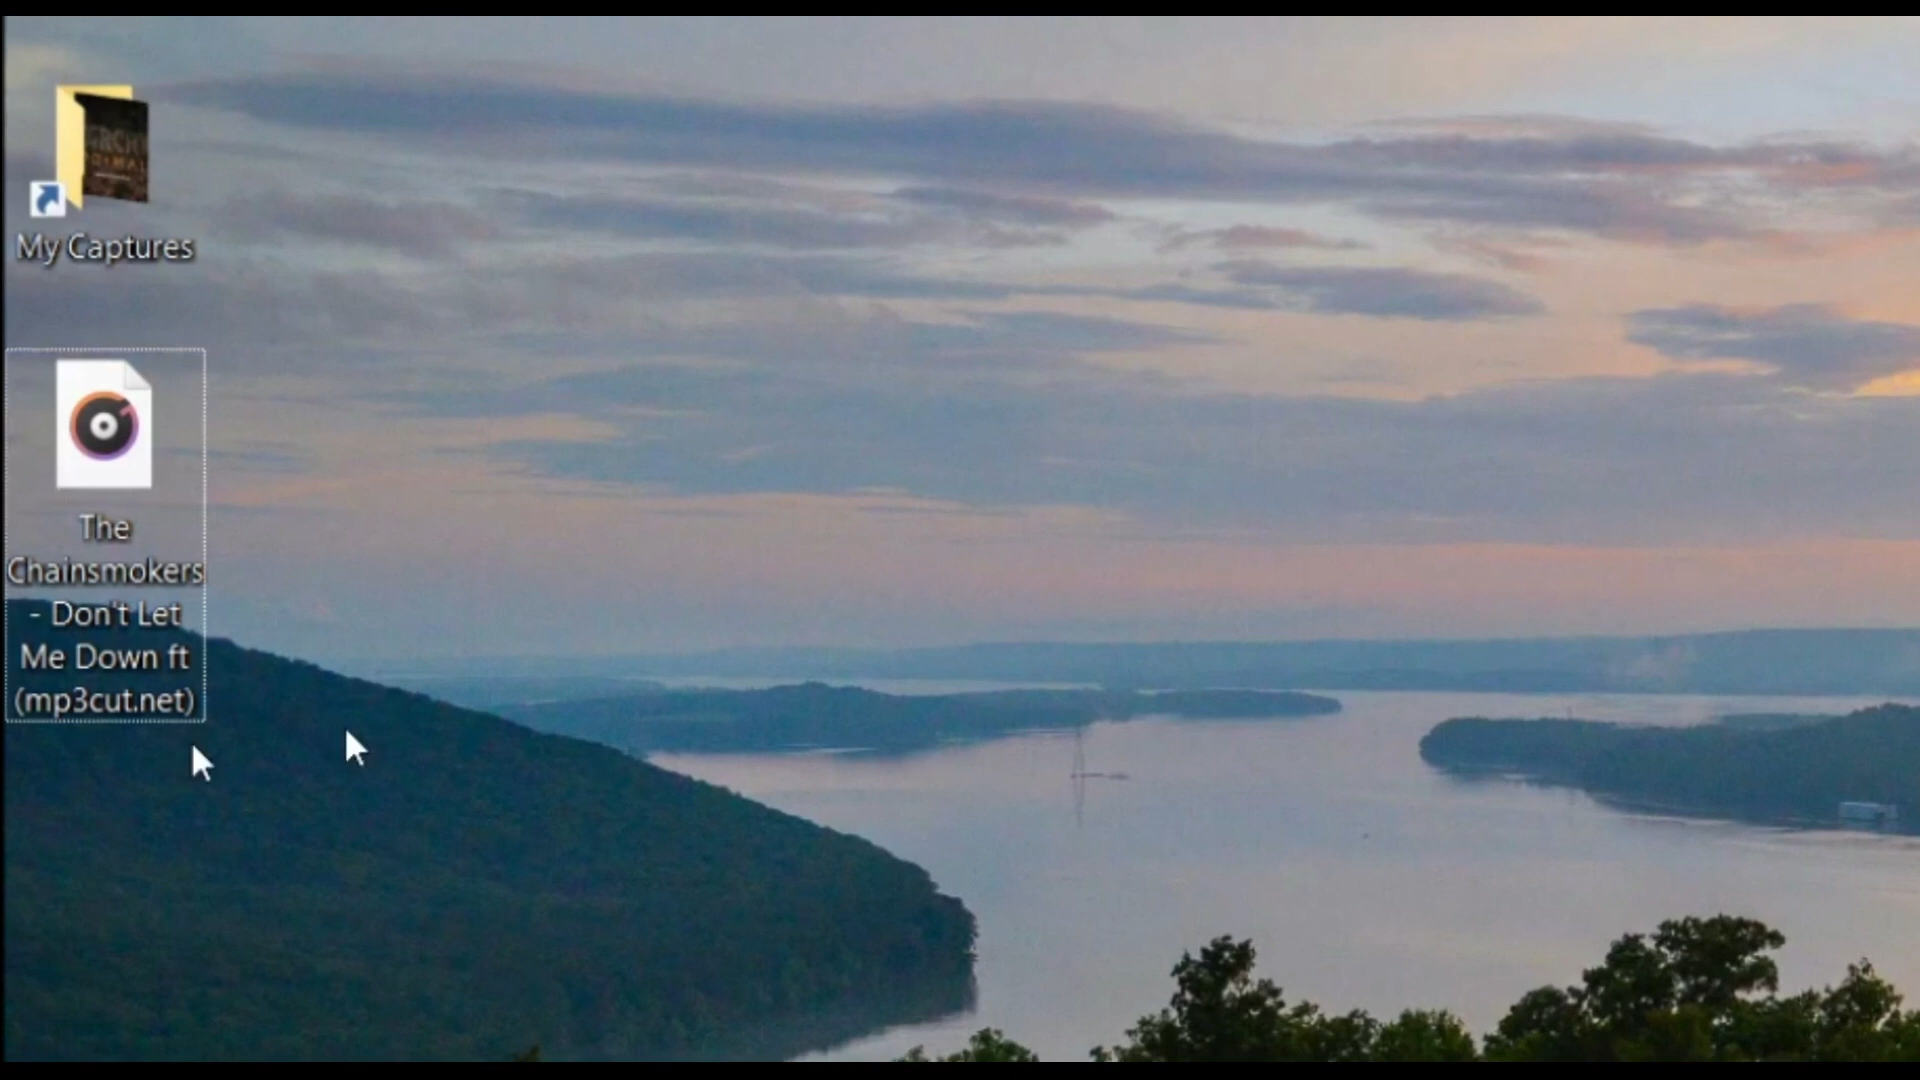 My Captures
The
Chainsmokers
- Don't Let
Me Down ft
(mp3cut.net)